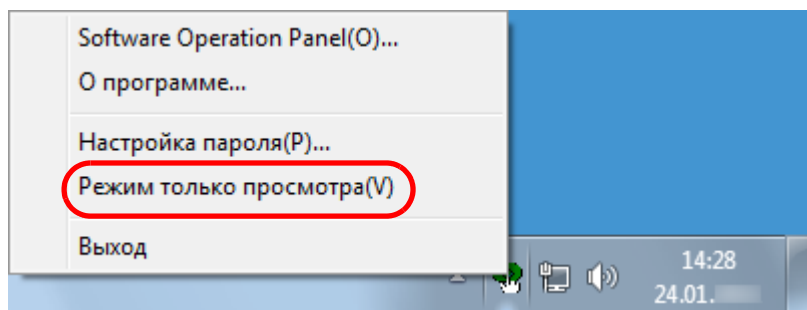 Software Operation Panel(O)...
О программе...
Настройка пароля(P)...
Режим только просмотра(V)
Выход
14:28
24.01.